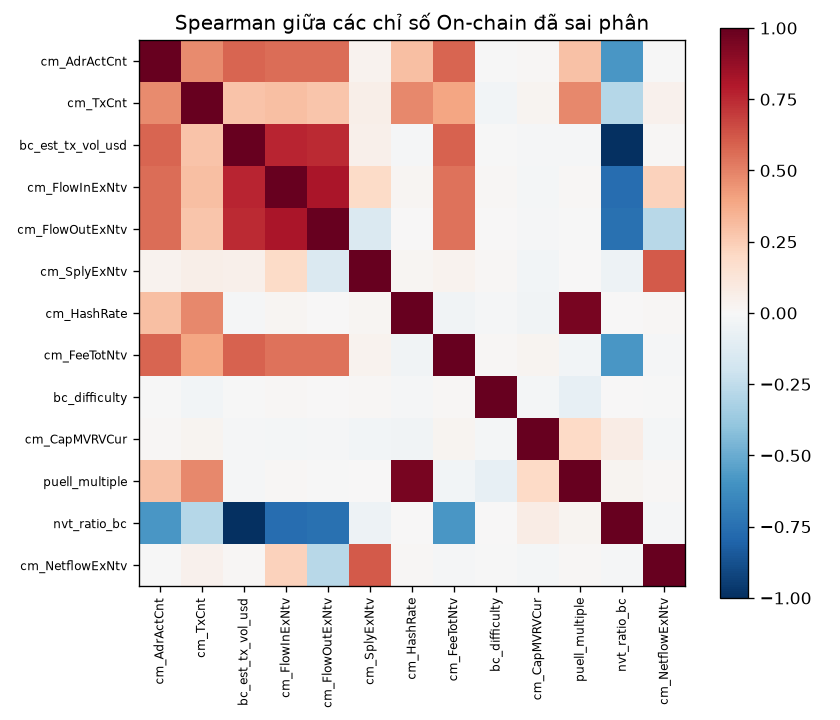 Spearman giữa các chỉ số On-chain đã sai phân
cm_AdrActCnt
cm_TxCnt
bc_est_tx_vol_usd
cm_FlowInExNtv
cm_FlowOutExNtv
cm_SplyExNtv
cm_HashRate
cm_FeeTotNtv
bc_difficulty
cm_CapMVRVCur
puell_multiple
nvt_ratio_bc
cm_NetflowExNtv
cm_AdrActCnt
cm_TxCnt
bc_est_tx_vol_usd
cm_FlowInExNtv
cm_FlowOutExNtv
cm_SplyExNtv
cm_HashRate
cm_FeeTotNtv
bc_difficulty
cm_CapMVRVCur
puell_multiple
nvt_ratio_bc
cm_NetflowExNtv
1.00
0.75
0.50
0.25
0.00
−0.25
−0.50
−0.75
−1.00